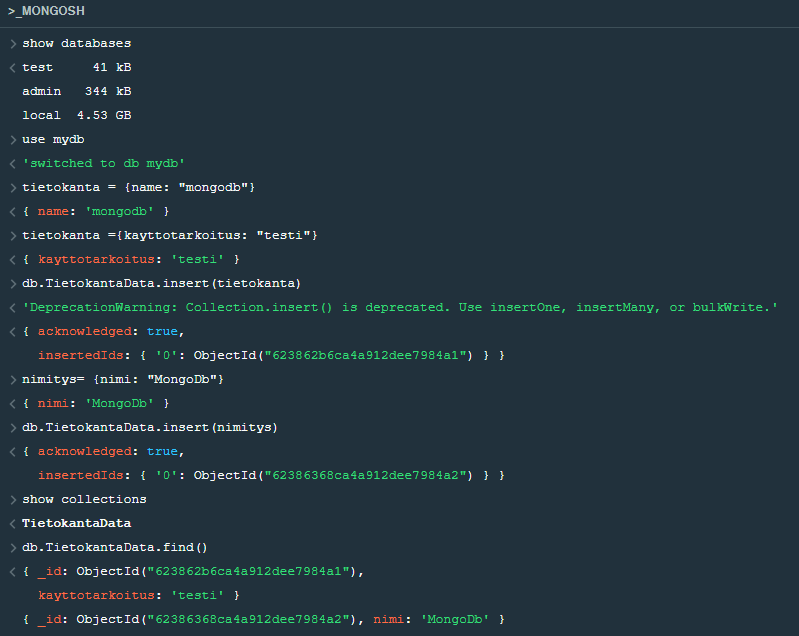 >_MONGOSH
> show databases
< test     41 kB
  admin   344 kB
  local  4.53 GB
> use mydb
< 'switched to db mydb'
> tietokanta = {name: "mongodb"}
< { name: 'mongodb' }
> tietokanta ={kayttotarkoitus: "testi"}
< { kayttotarkoitus: 'testi' }
> db.TietokantaData.insert(tietokanta)
< 'DeprecationWarning: Collection.insert() is deprecated. Use insertOne, insertMany, or bulkWrite.'
< { acknowledged: true,
    insertedIds: { '0': ObjectId("623862b6ca4a912dee7984a1") } }
> nimitys= {nimi: "MongoDb"}
< { nimi: 'MongoDb' }
> db.TietokantaData.insert(nimitys)
< { acknowledged: true,
    insertedIds: { '0': ObjectId("62386368ca4a912dee7984a2") } }
> show collections
< TietokantaData
> db.TietokantaData.find()
< { _id: ObjectId("623862b6ca4a912dee7984a1"),
    kayttotarkoitus: 'testi' }
  { _id: ObjectId("62386368ca4a912dee7984a2"), nimi: 'MongoDb' }